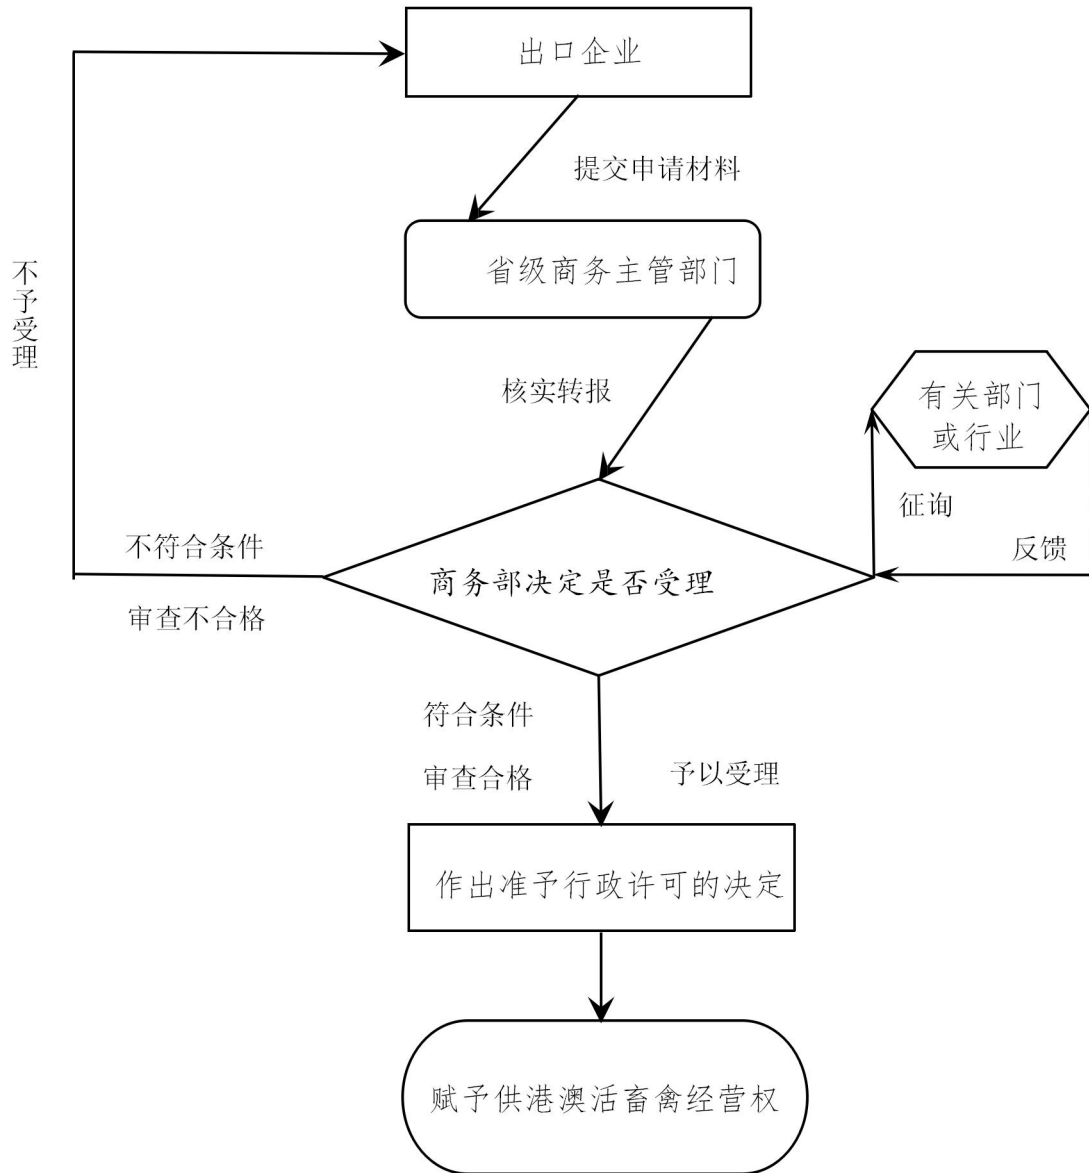 出口企业
提交申请材料
省级商务主管部门
不予受理
核实转报
有关部门
或行业
征询
反馈
不符合条件
商务部决定是否受理
审查不合格
符合条件
审查合格
予以受理
作出准予行政许可的决定
赋予供港澳活畜禽经营权